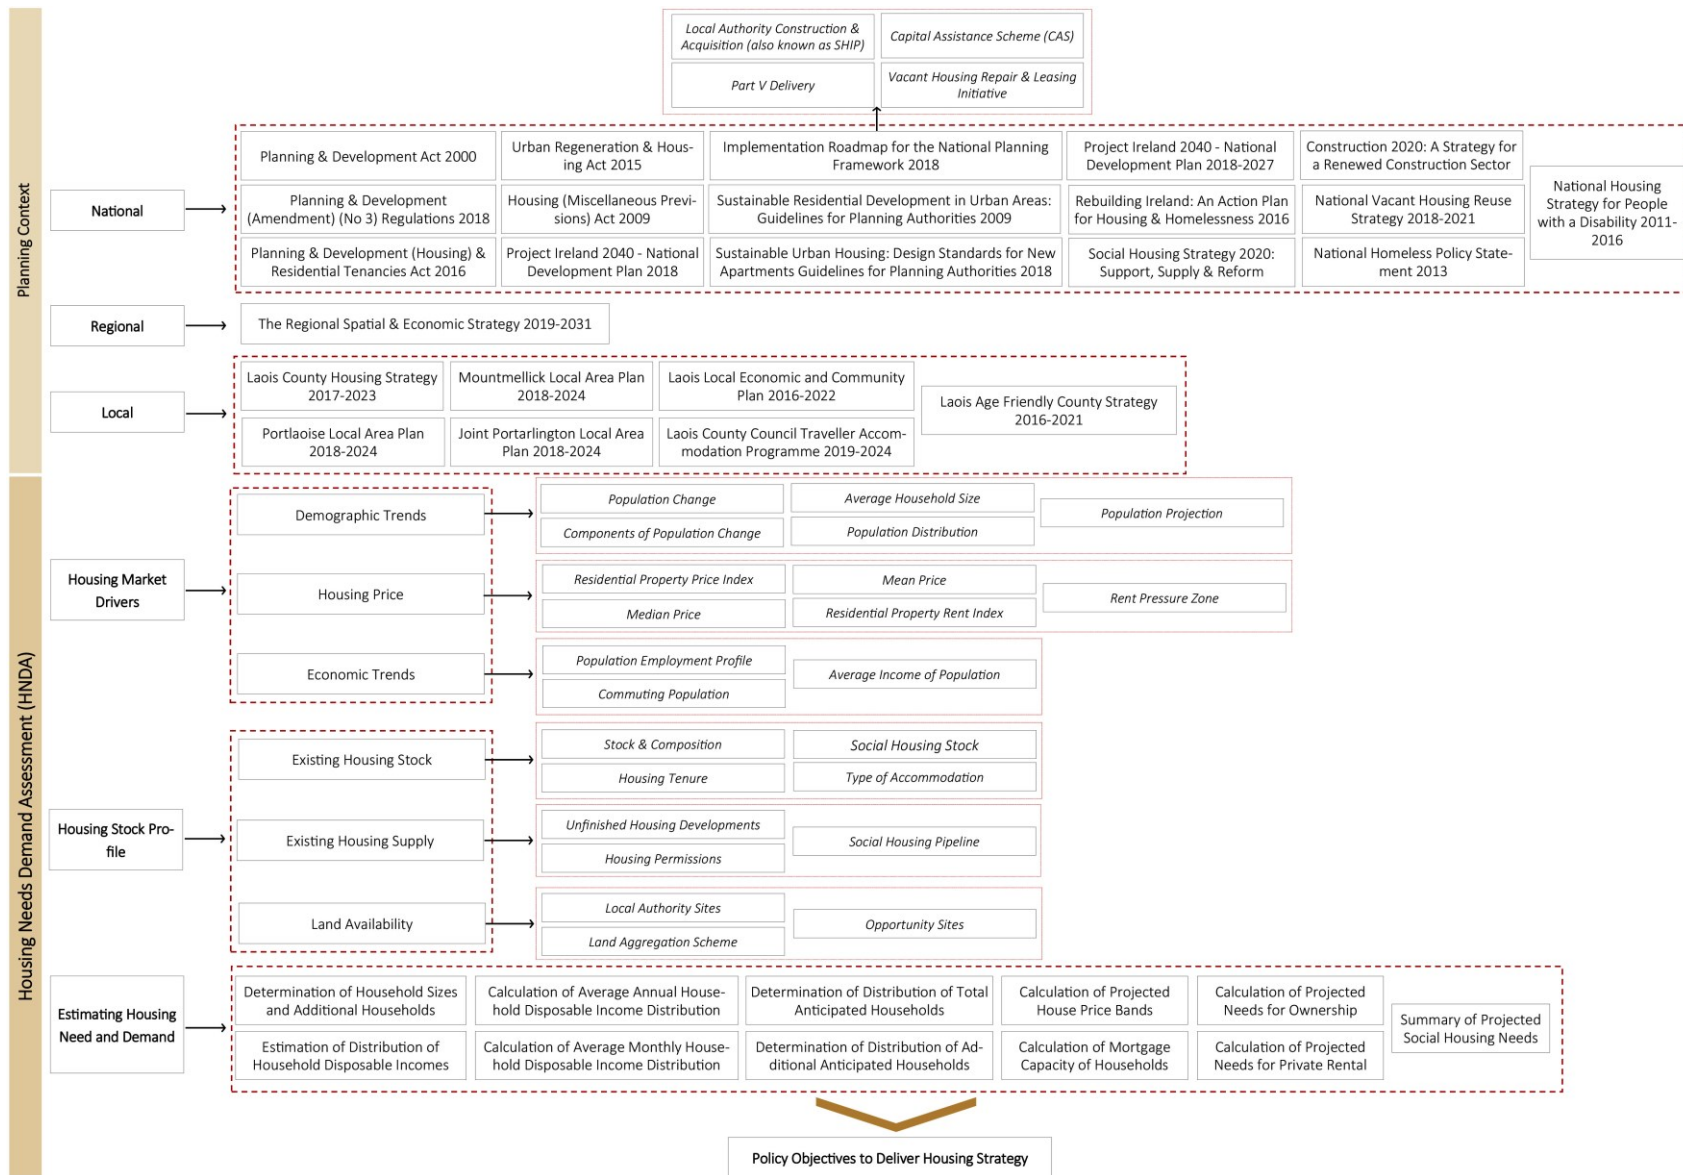 Local Authority Construction &
Acquisition (also known as SHIP)
Capital Assistance Scheme (CAS)
Part V Delivery
Vacant Housing Repair & Leasing
Initiative
Planning Context
National
Planning & Development Act 2000
Urban Regeneration & Hous-
ing Act 2015
Implementation Roadmap for the National Planning
Framework 2018
Project Ireland 2040 - National
Development Plan 2018-2027
Construction 2020: A Strategy for
a Renewed Construction Sector
Planning & Development
(Amendment) (No 3) Regulations 2018
Housing (Miscellaneous Previ-
sions) Act 2009
Sustainable Residential Development in Urban Areas:
Guidelines for Planning Authorities 2009
Rebuilding Ireland: An Action Plan
for Housing & Homelessness 2016
National Vacant Housing Reuse
Strategy 2018-2021
National Housing
Strategy for People
with a Disability 2011-
2016
Planning & Development (Housing) &
Residential Tenancies Act 2016
Project Ireland 2040 - National
Development Plan 2018
Sustainable Urban Housing: Design Standards for New
Apartments Guidelines for Planning Authorities 2018
Social Housing Strategy 2020:
Support, Supply & Reform
National Homeless Policy State-
ment 2013
Regional
The Regional Spatial & Economic Strategy 2019-2031
Local
Laois County Housing Strategy
2017-2023
Mountmellick Local Area Plan
2018-2024
Laois Local Economic and Community
Plan 2016-2022
Laois Age Friendly County Strategy
2016-2021
Portlaoise Local Area Plan
2018-2024
Joint Portarlington Local Area
Plan 2018-2024
Laois County Council Traveller Accom-
modation Programme 2019-2024
Housing Needs Demand Assessment (HNDA)
Housing Market
Drivers
Demographic Trends
Population Change
Average Household Size
Population Projection
Components of Population Change
Population Distribution
Housing Price
Residential Property Price Index
Mean Price
Rent Pressure Zone
Median Price
Residential Property Rent Index
Economic Trends
Population Employment Profile
Average Income of Population
Commuting Population
Housing Stock Pro-
file
Existing Housing Stock
Stock & Composition
Social Housing Stock
Housing Tenure
Type of Accommodation
Existing Housing Supply
Unfinished Housing Developments
Social Housing Pipeline
Housing Permissions
Land Availability
Local Authority Sites
Opportunity Sites
Land Aggregation Scheme
Estimating Housing
Need and Demand
Determination of Household Sizes
and Additional Households
Calculation of Average Annual House-
hold Disposable Income Distribution
Determination of Distribution of Total
Anticipated Households
Calculation of Projected
House Price Bands
Calculation of Projected
Needs for Ownership
Summary of Projected
Social Housing Needs
Estimation of Distribution of
Household Disposable Incomes
Calculation of Average Monthly House-
hold Disposable Income Distribution
Determination of Distribution of Ad-
ditional Anticipated Households
Calculation of Mortgage
Capacity of Households
Calculation of Projected
Needs for Private Rental
Policy Objectives to Deliver Housing Strategy